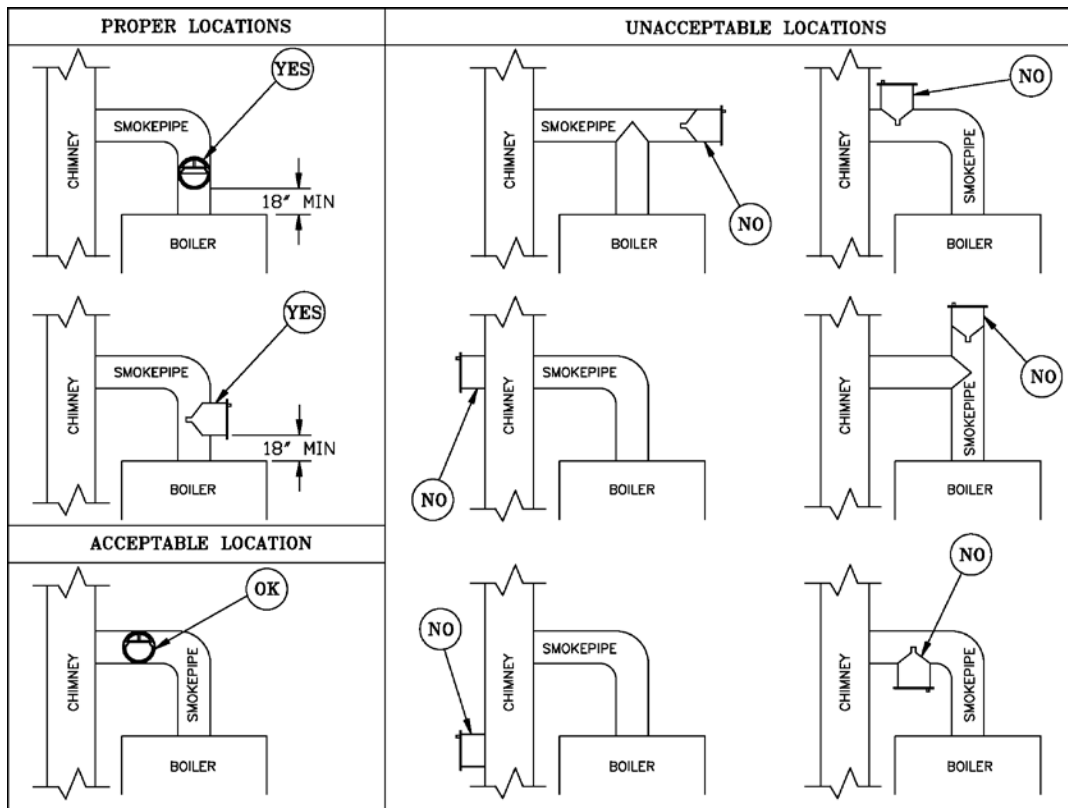 PROPER LOCATIONS
YES
SMOKEPIPE
CHIMNEY
18" MIN
BOILER
YES
SMOKEPIPE
CHIMNEY
18" MIN
BOILER
ACCEPTABLE LOCATION
OK
CHIMNEY
SMOKEPIPE
BOILER
UNACCEPTABLE LOCATIONS
SMOKEPIPE
CHIMNEY
NO
BOILER
NO
CHIMNEY
SMOKEPIPE
BOILER
SMOKEPIPE
CHIMNEY
NO
BOILER
NO
CHIMNEY
SMOKEPIPE
BOILER
NO
SMOKEPIPE
CHIMNEY
BOILER
NO
CHIMNEY
SMOKEPIPE
BOILER